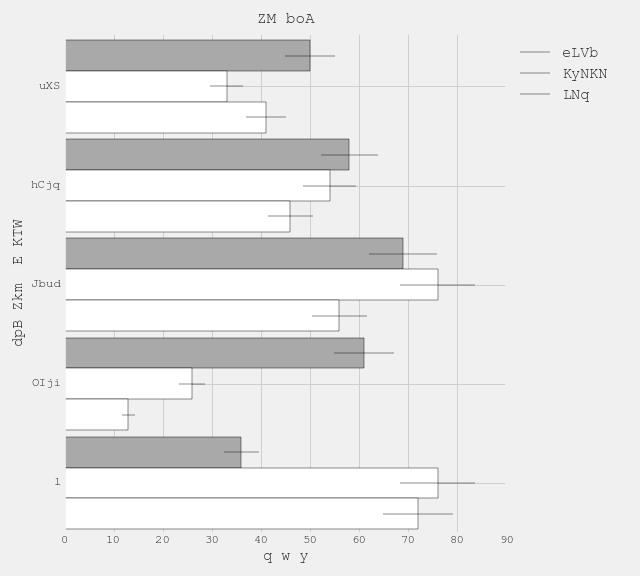 ZM boA
eLVb
KyNKN
LNq
uXS
hCjq
Jbud
OIji
l
dpB Zkm  E KTW
0 10 20 30 40 50 60 70 80 90
q w y